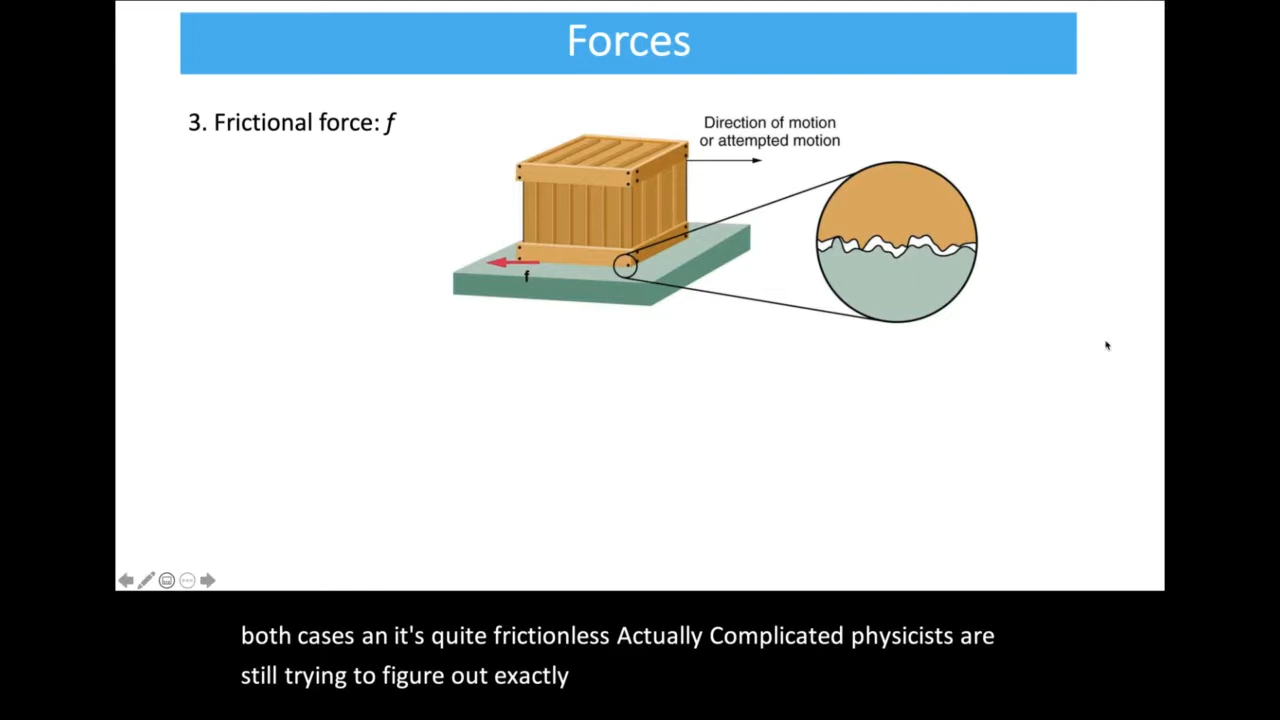 Forces
3. Frictional force: f
Direction of motion
or attempted motion
f
both cases an it's quite frictionless Actually Complicated physicists are
still trying to figure out exactly